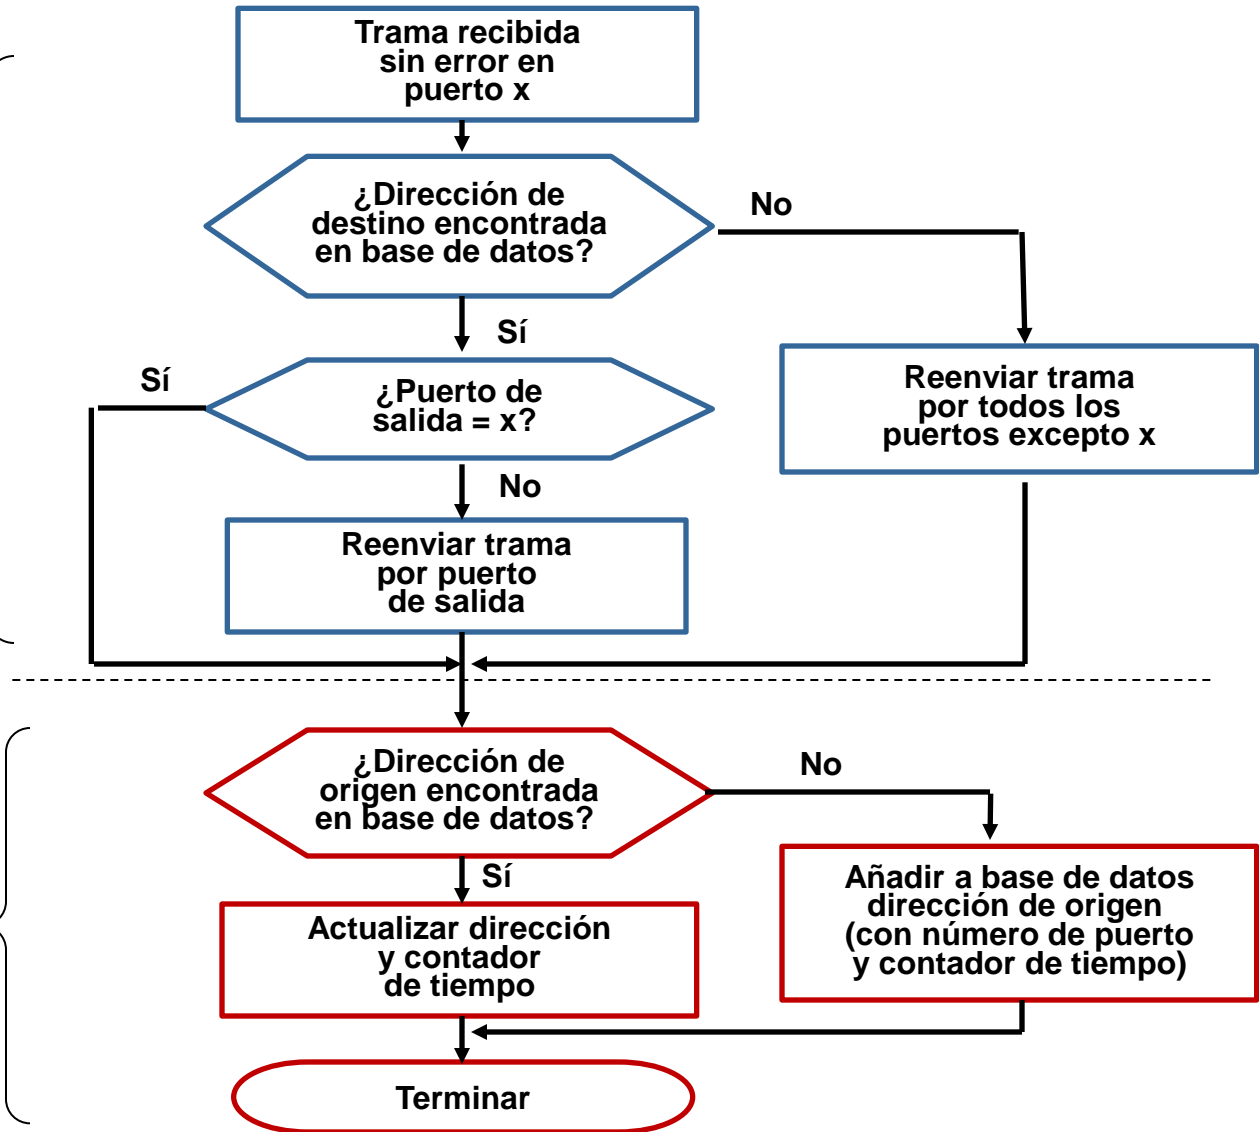 Trama recibida
sin error en
puerto x
¿Dirección de
destino encontrada
en base de datos?
No
Sí
Sí
¿Puerto de
salida = x?
Reenviar trama
por todos los
puertos excepto x
No
Reenviar trama
por puerto
de salida
¿Dirección de
origen encontrada
en base de datos?
No
Sí
Actualizar dirección
y contador
de tiempo
Añadir a base de datos
dirección de origen
(con número de puerto
y contador de tiempo)
Terminar